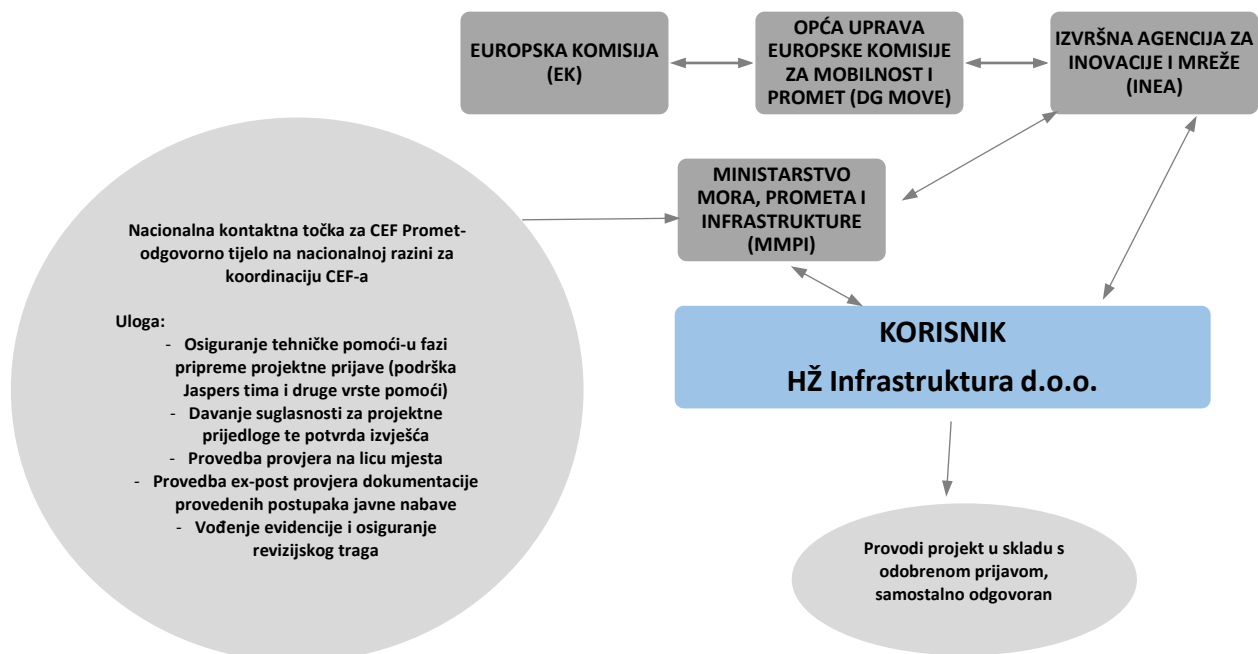 EUROPSKA KOMISIJA
(EK)
OPĆA UPRAVA
EUROPSKE KOMISIJE
ZA MOBILNOST I
PROMET (DG MOVE)
IZVRŠNA AGENCIJA ZA
INOVACIJE I MREŽE
(INEA)
MINISTARSTVO
MORA, PROMETA I
INFRASTRUKTURE
(MMPI)
Nacionalna kontaktna točka za CEF Promet-
odgovorno tijelo na nacionalnoj razini za
koordinaciju CEF-a
Uloga:
- Osiguranje tehničke pomoći-u fazi
pripreme projektne prijave (podrška
Jaspers tima i druge vrste pomoći)
- Davanje suglasnosti za projektne
prijedloge te potvrda izvješća
- Provedba provjera na licu mjesta
- Provedba ex-post provjera dokumentacije
provedenih postupaka javne nabave
- Vođenje evidencije i osiguranje
revizijskog traga
KORISNIK
HŽ Infrastruktura d.o.o.
Provodi projekt u skladu s
odobrenom prijavom,
samostalno odgovoran